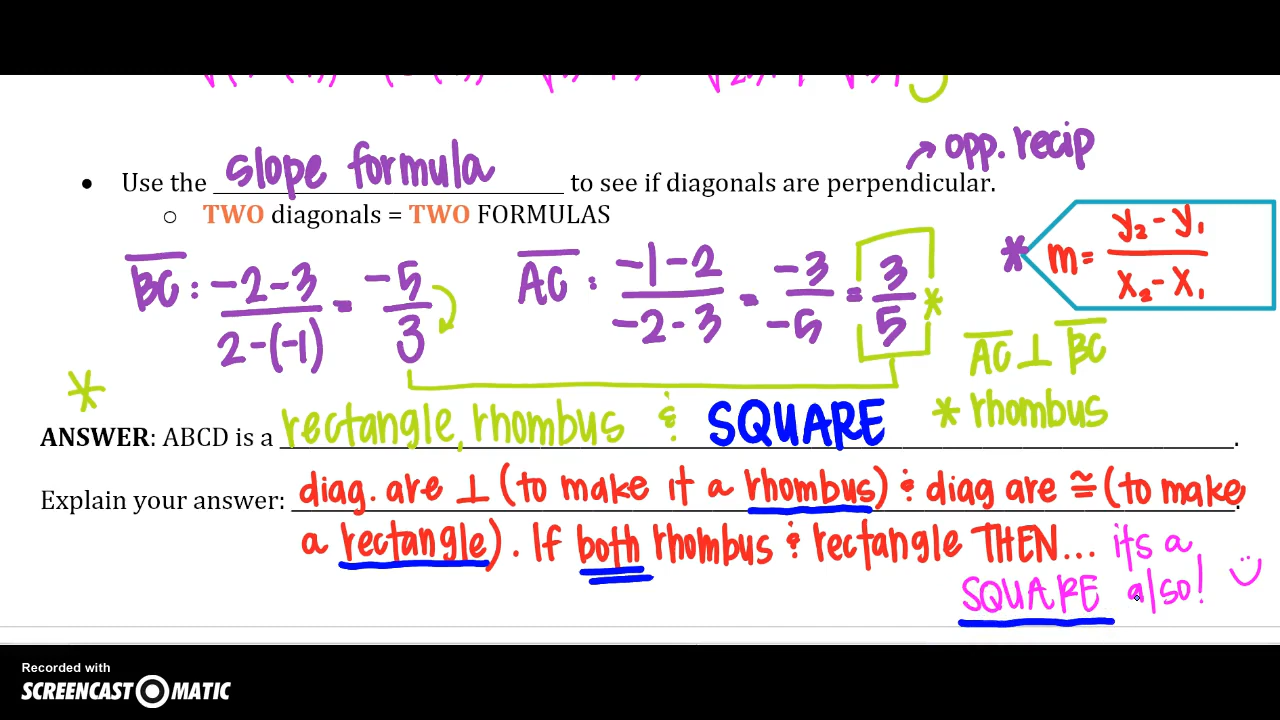 opp. recip
• Use the slope formula to see if diagonals are perpendicular.
○ TWO diagonals = TWO FORMULAS
BC: -2-3 / 2-(-1) = -5 / 3
AC: -1-2 / -2-3 = -3 / -5 = 3 / 5 *
* m = y₂ - y₁ / x₂ - x₁
AC ⊥ BC
* rhombus
*
ANSWER: ABCD is a rectangle, rhombus & SQUARE.
Explain your answer: diag. are ⊥ (to make it a rhombus) & diag are ≅ (to make
a rectangle). If both rhombus & rectangle THEN... its a
SQUARE also!
Recorded with
SCREENCAST-O-MATIC